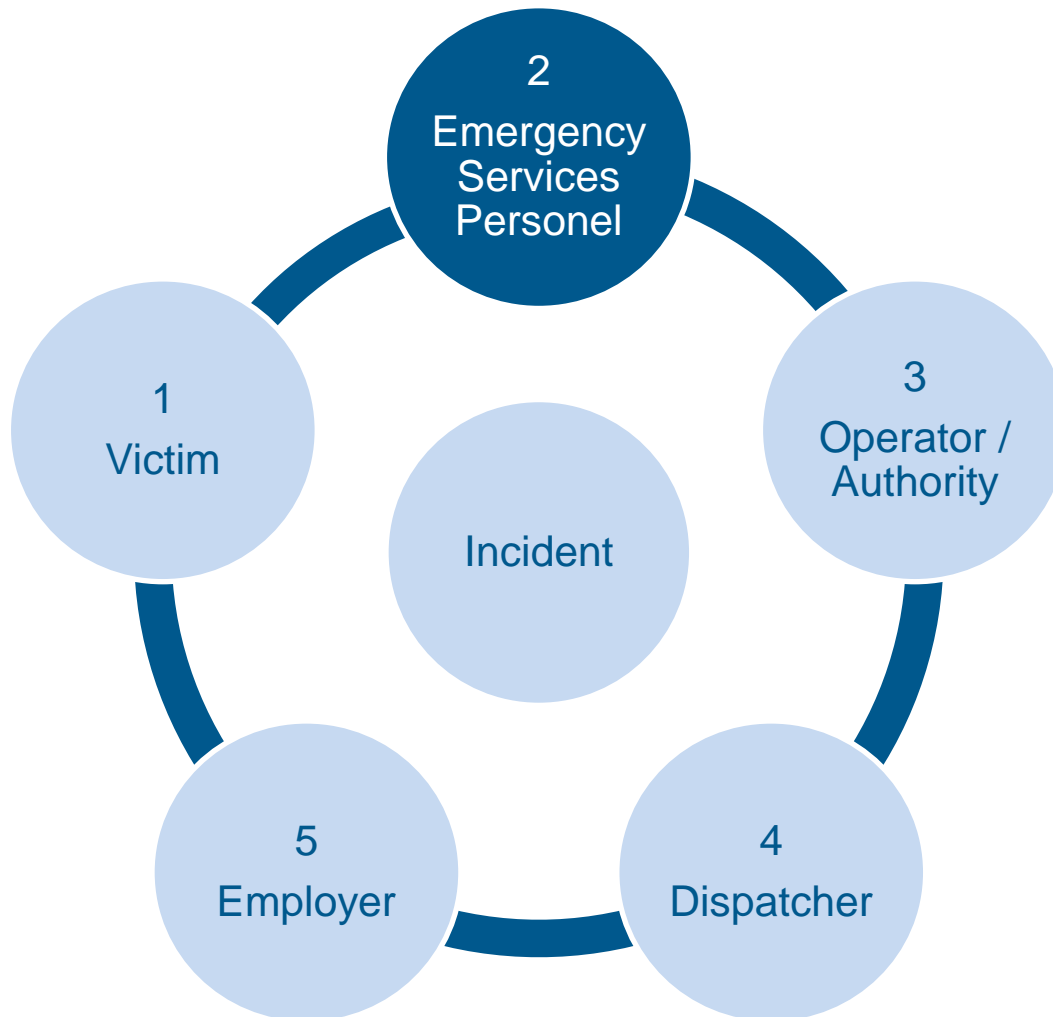 2
Emergency
Services
Personel
1
Victim
3
Operator /
Authority
Incident
5
Employer
4
Dispatcher